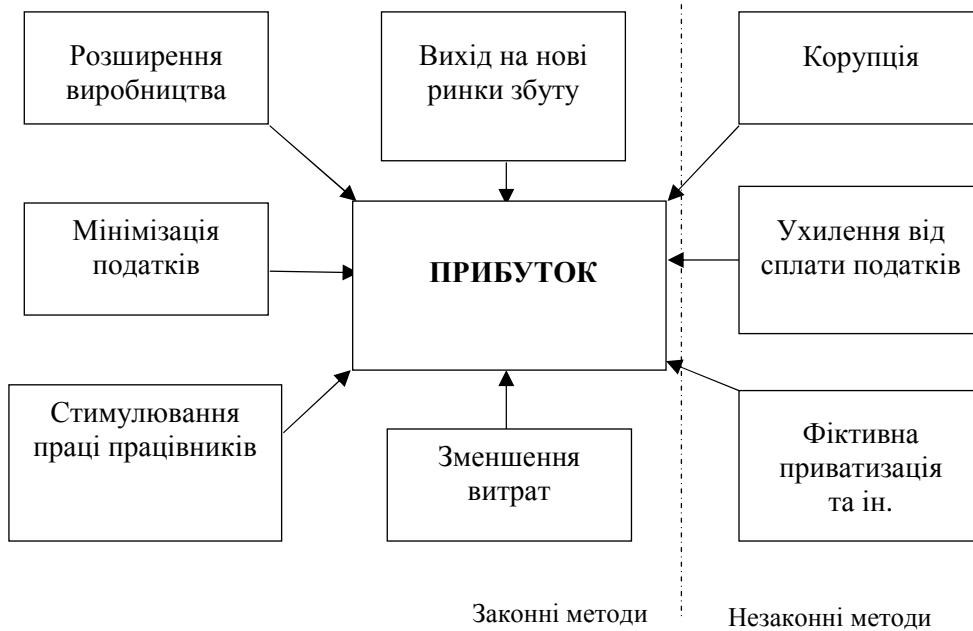 Розширення
виробництва
Вихід на нові
ринки збуту
Корупція
Мінімізація
податків
ПРИБУТОК
Ухилення від
сплати податків
Стимулювання
праці працівників
Зменшення
витрат
Фіктивна
приватизація
та ін.
Законні методи
Незаконні методи